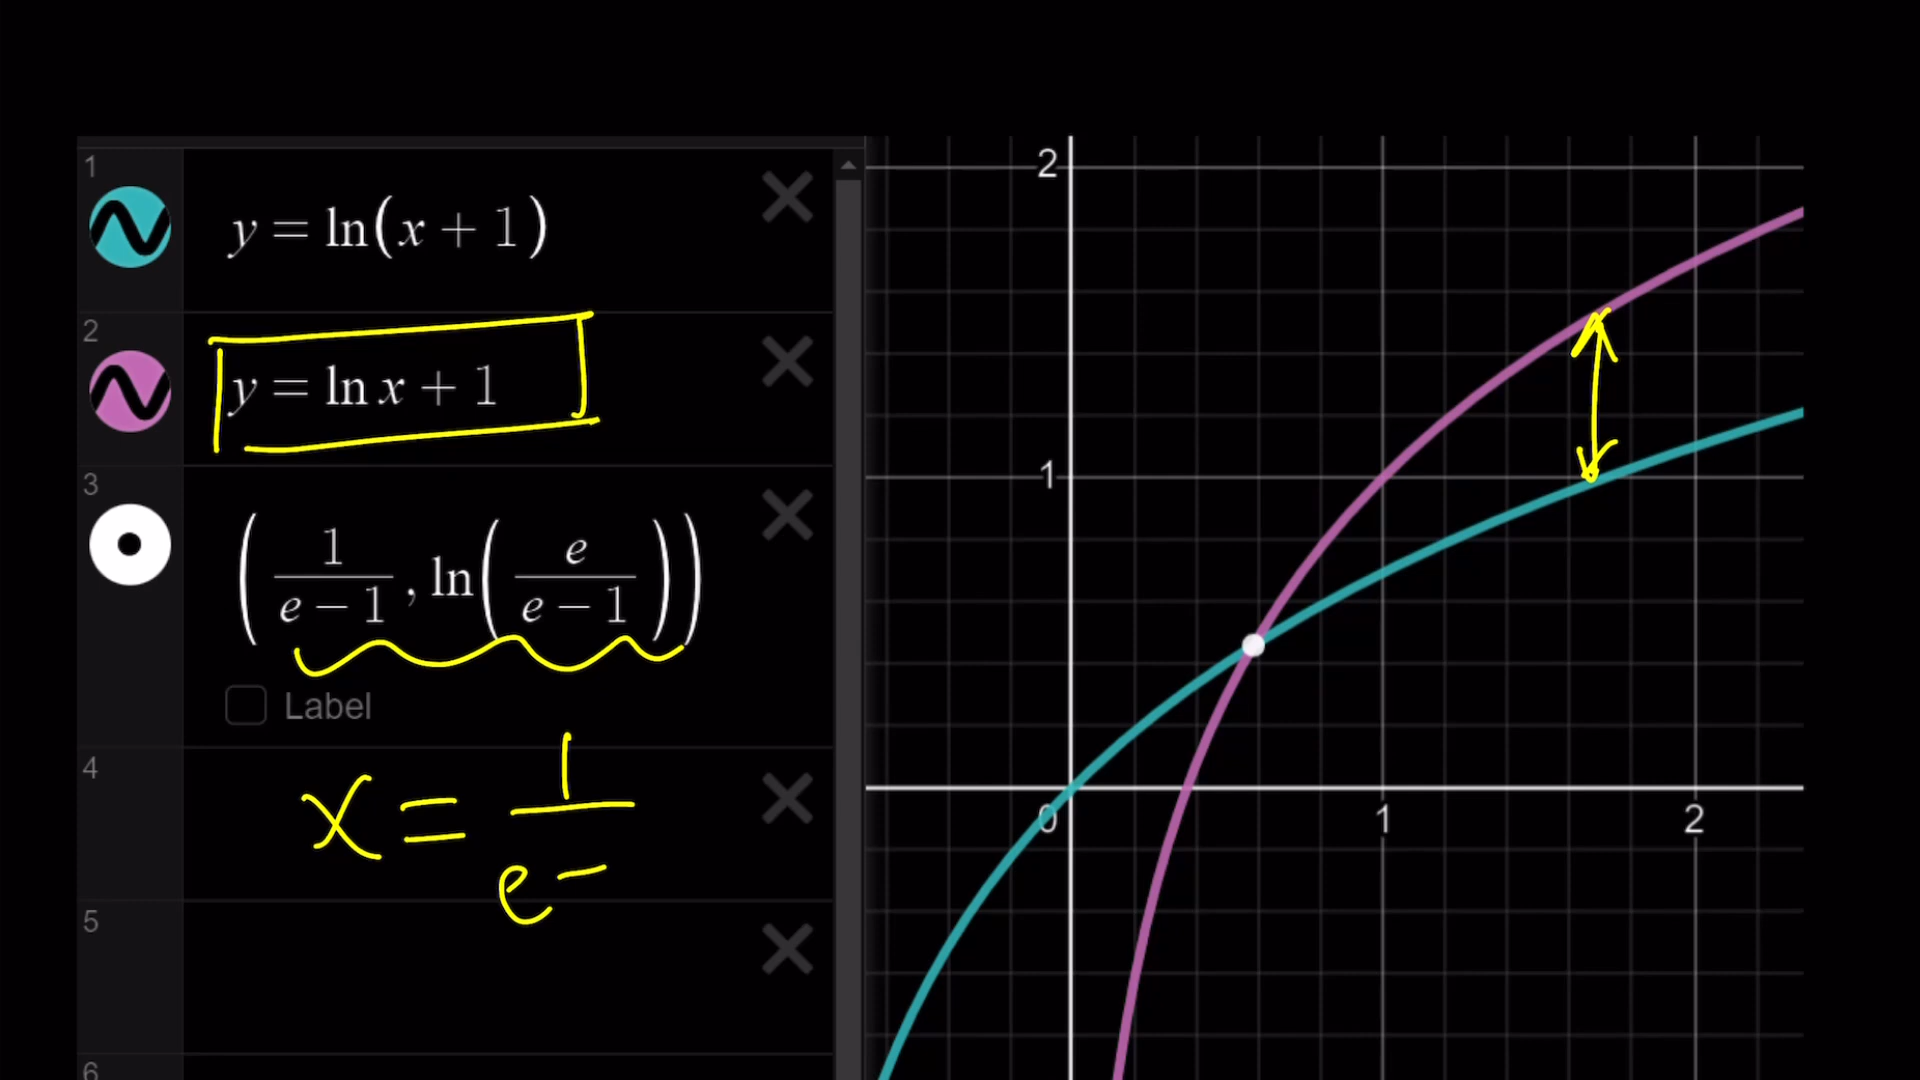 1
y = ln(x + 1)
2
y = ln x + 1
3
(1/(e − 1), ln(e/(e − 1)))
Label
4
x = 1/e −
5
6
2
1
0
1
2